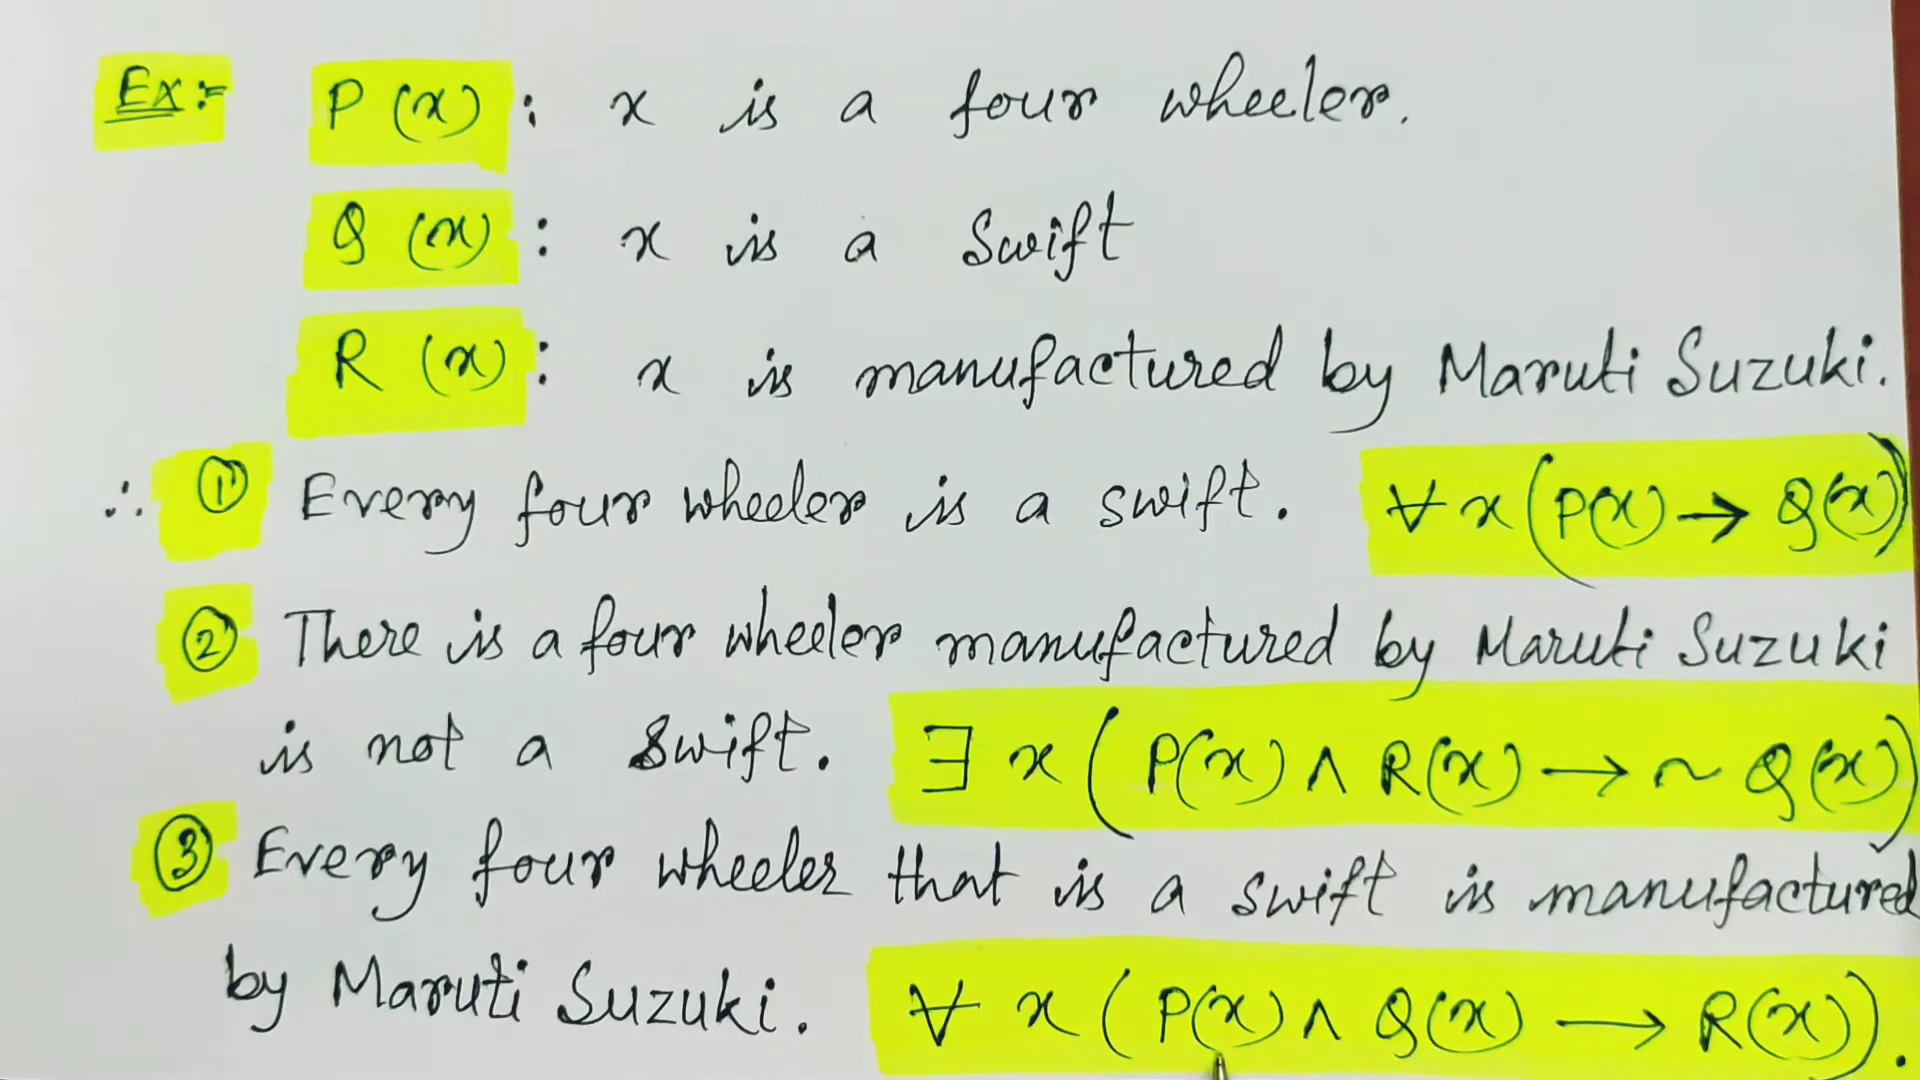 Ex:- P(x) : x is a four wheeler.
Q(x) : x is a Swift
R(x) : x is manufactured by Maruti Suzuki.
∴ ① Every four wheeler is a swift. ∀ x (P(x) → Q(x))
② There is a four wheeler manufactured by Maruti Suzuki
is not a Swift. ∃ x ( P(x) ∧ R(x) → ~ Q(x))
③ Every four wheeler that is a swift is manufactured
by Maruti Suzuki. ∀ x ( P(x) ∧ Q(x) → R(x)).